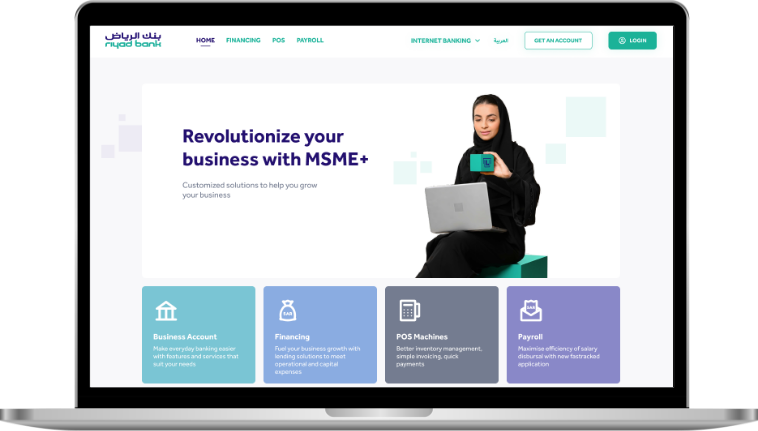 بنك الرياض
riyad bank
HOME
FINANCING
POS
PAYROLL
INTERNET BANKING
العربية
GET AN ACCOUNT
LOGIN
Revolutionize your
business with MSME+
Customized solutions to help you grow
your business
Business Account
Make everyday banking easier
with features and services that
suit your needs
SAR
Financing
Fuel your business growth with
lending solutions to meet
operational and capital
expenses
POS Machines
Better inventory management,
simple invoicing, quick
payments
SAR
Payroll
Maximise efficiency of salary
disbursal with new fastracked
application